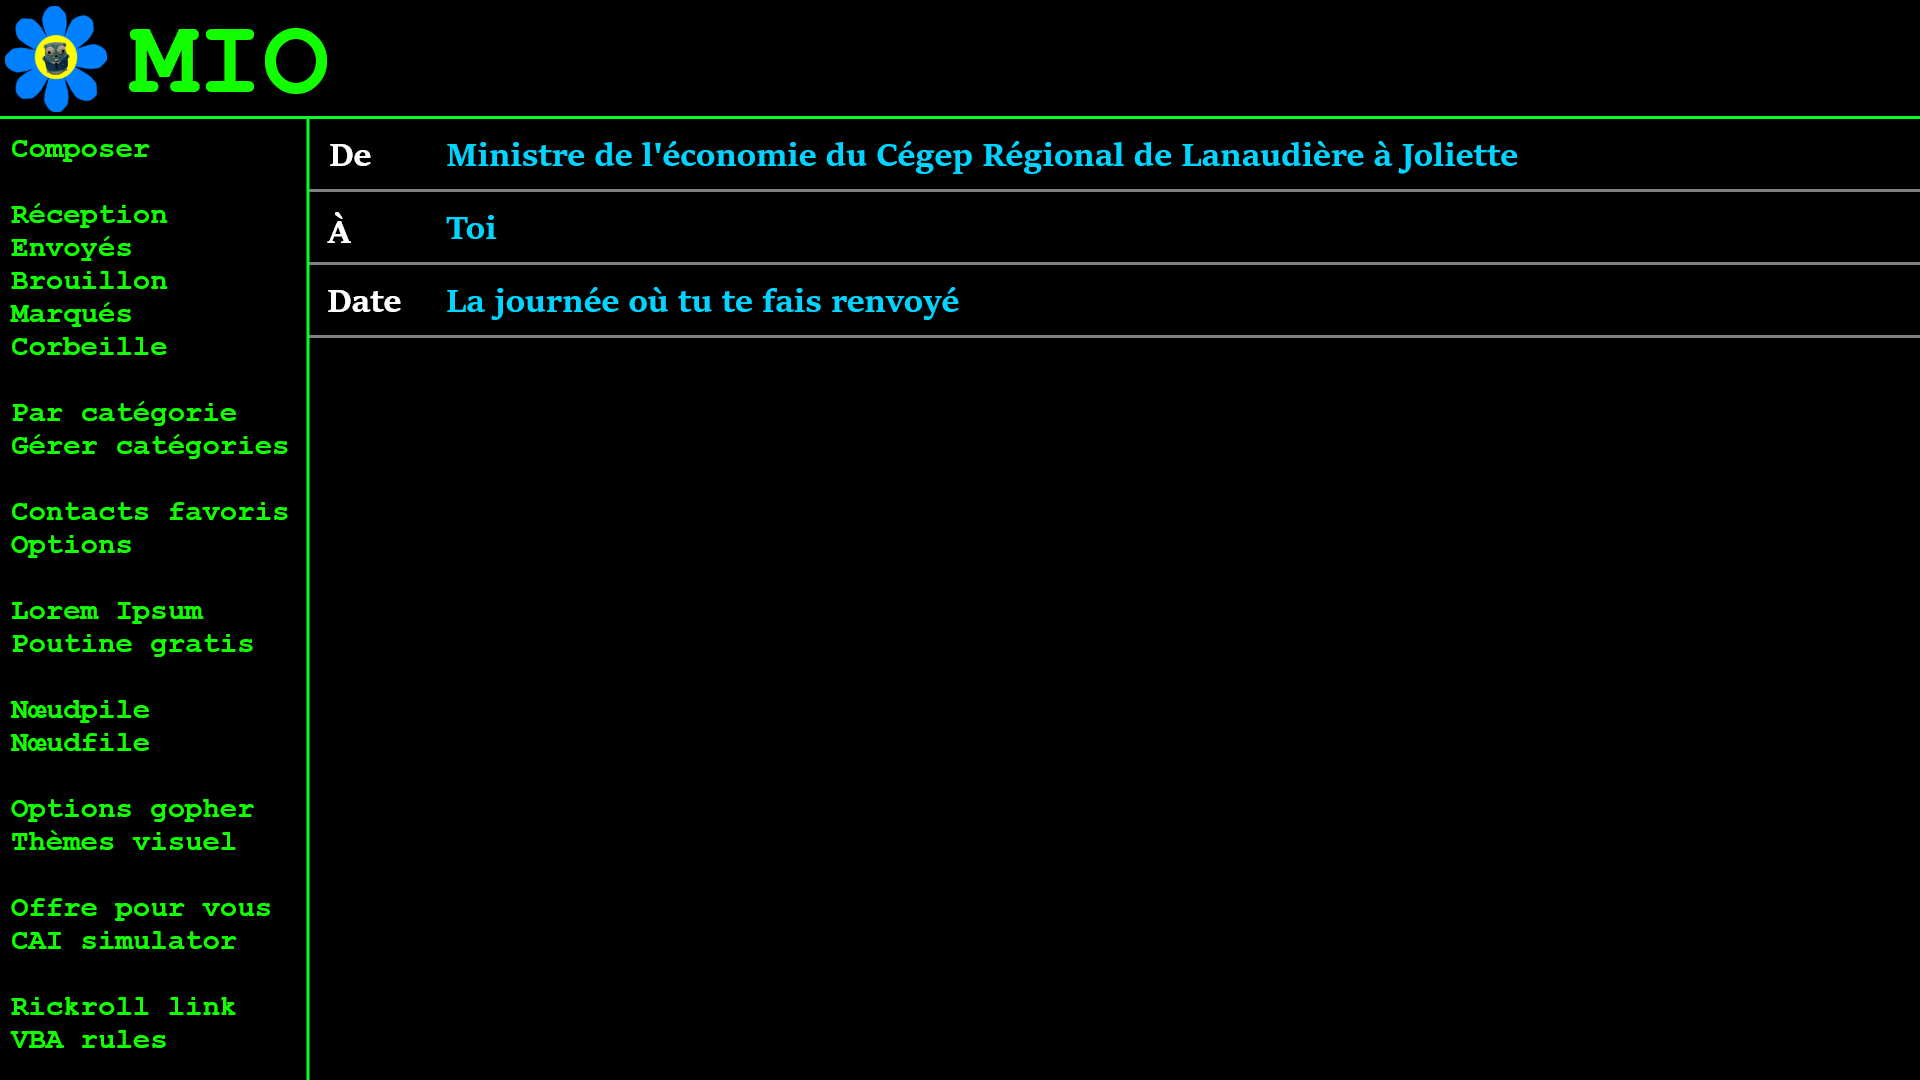 MIO
Composer
Réception
Envoyés
Brouillon
Marqués
Corbeille
Par catégorie
Gérer catégories
Contacts favoris
Options
Lorem Ipsum
Poutine gratis
Nœudpile
Nœudfile
Options gopher
Thèmes visuel
Offre pour vous
CAI simulator
Rickroll link
VBA rules
De Ministre de l'économie du Cégep Régional de Lanaudière à Joliette
À Toi
Date La journée où tu te fais renvoyé